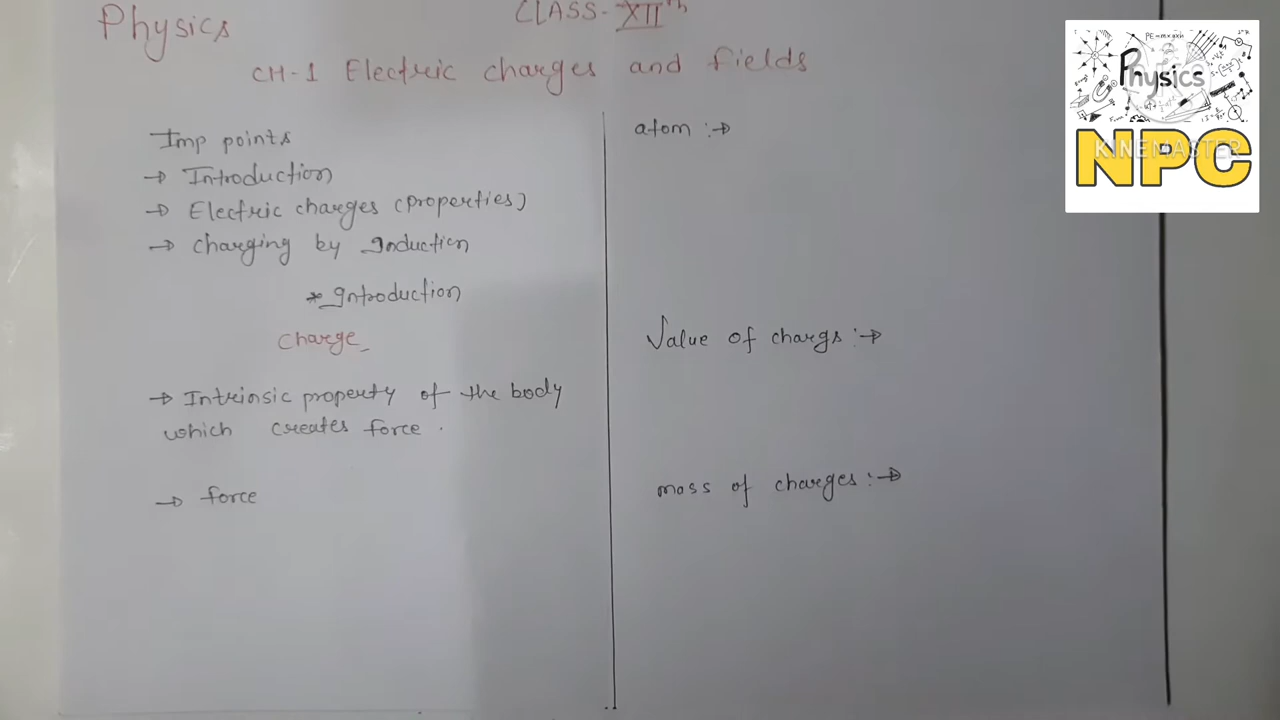 Physics
CLASS-XIIth
CH-1 Electric charges and fields
Imp points
→ Introduction
→ Electric charges (properties)
→ charging by Induction
* Introduction
Charge
→ Intrinsic property of the body
which creates force.
→ force
atom :→
Value of chargs :→
mass of charges :→
Physics
NPC
KINEMASTER